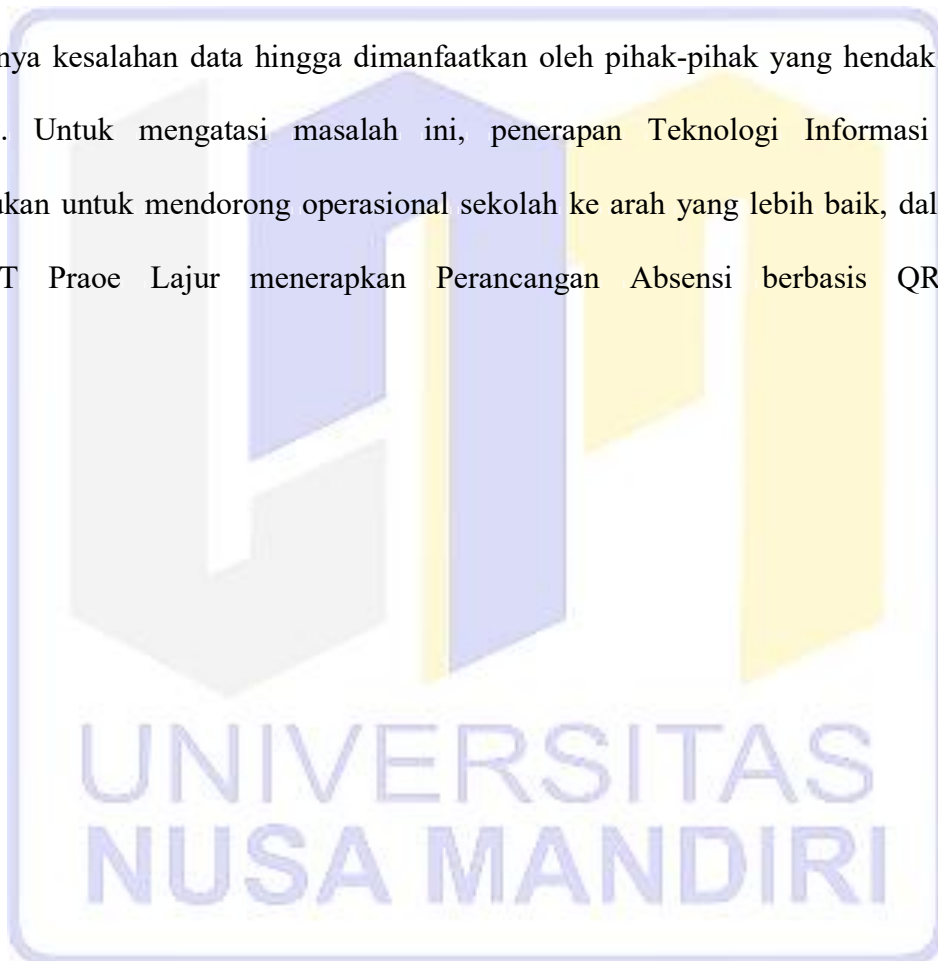 nya kesalahan data hingga dimanfaatkan oleh pihak-pihak yang hendak
. Untuk mengatasi masalah ini, penerapan Teknologi Informasi
ukan untuk mendorong operasional sekolah ke arah yang lebih baik, dal
T Praoe Lajur menerapkan Perancangan Absensi berbasis QR
UNIVERSITAS
NUSA MANDIRI